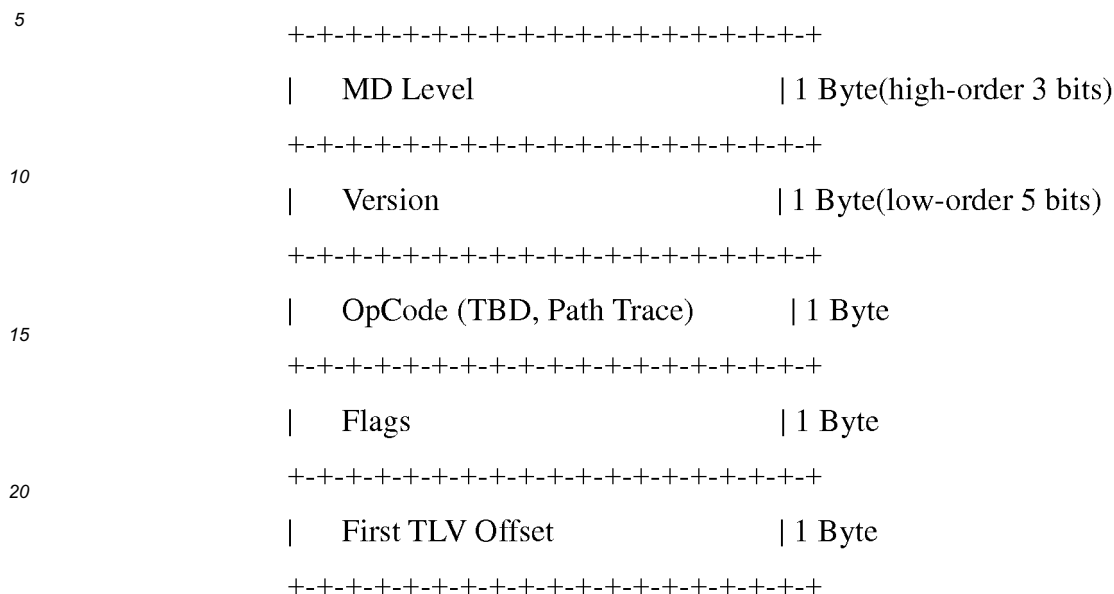 5
+-+-+-+-+-+-+-+-+-+-+-+-+-+-+-+-+-+-+
| MD Level | 1 Byte(high-order 3 bits)
+-+-+-+-+-+-+-+-+-+-+-+-+-+-+-+-+-+-+
10
| Version | 1 Byte(low-order 5 bits)
+-+-+-+-+-+-+-+-+-+-+-+-+-+-+-+-+-+-+
| OpCode (TBD, Path Trace) | 1 Byte
15
+-+-+-+-+-+-+-+-+-+-+-+-+-+-+-+-+-+-+
| Flags | 1 Byte
+-+-+-+-+-+-+-+-+-+-+-+-+-+-+-+-+-+-+
20
| First TLV Offset | 1 Byte
+-+-+-+-+-+-+-+-+-+-+-+-+-+-+-+-+-+-+